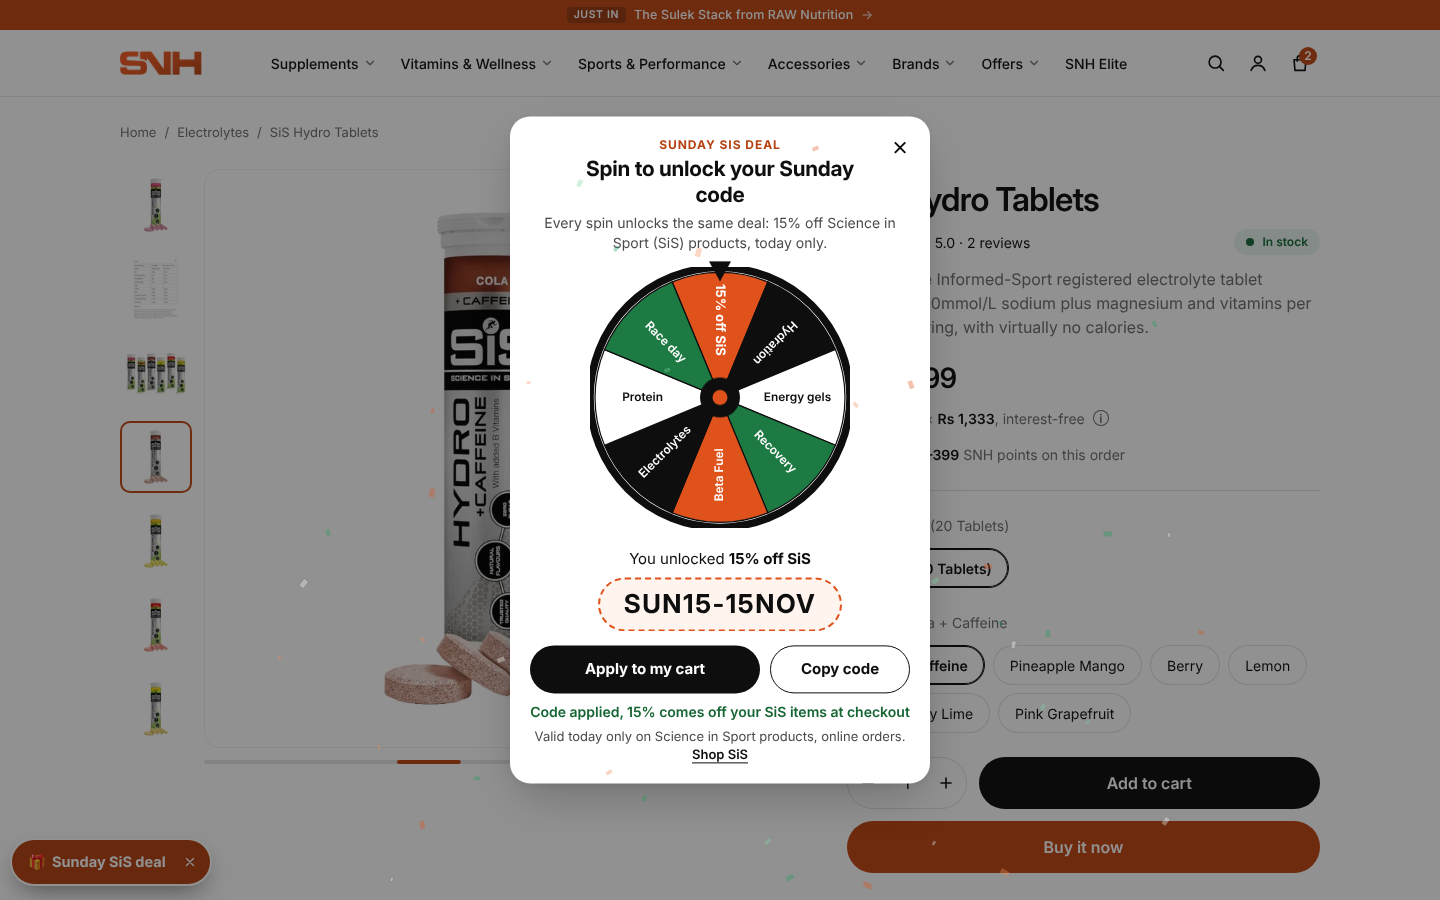 JUST IN The Sulek Stack from RAW Nutrition →
SNH
Supplements Vitamins & Wellness Sports & Performance Accessories Brands Offers SNH Elite
2
Home / Electrolytes / SiS Hydro Tablets
SUNDAY SIS DEAL
Spin to unlock your Sunday
code
Every spin unlocks the same deal: 15% off Science in
Sport (SiS) products, today only.
15% off SiS
Hydration
Energy gels
Recovery
Beta Fuel
Electrolytes
Protein
Race day
You unlocked 15% off SiS
SUN15-15NOV
Apply to my cart Copy code
Code applied, 15% comes off your SiS items at checkout
Valid today only on Science in Sport products, online orders.
Shop SiS
COLA
+ CAFFEI
SiS
SCIENCE IN S
HYDRO
+CAFFEINE
With added B Vitamins
NATURAL
FLAVOURS
TRUSTED
QUALITY
ydro Tablets
5.0 · 2 reviews
In stock
Informed-Sport registered electrolyte tablet
0mmol/L sodium plus magnesium and vitamins per
ing, with virtually no calories.
99
Rs 1,333, interest-free
399 SNH points on this order
(20 Tablets)
Tablets)
a + Caffeine
ffeine Pineapple Mango Berry Lemon
y Lime Pink Grapefruit
+ Add to cart
Buy it now
Sunday SiS deal ×